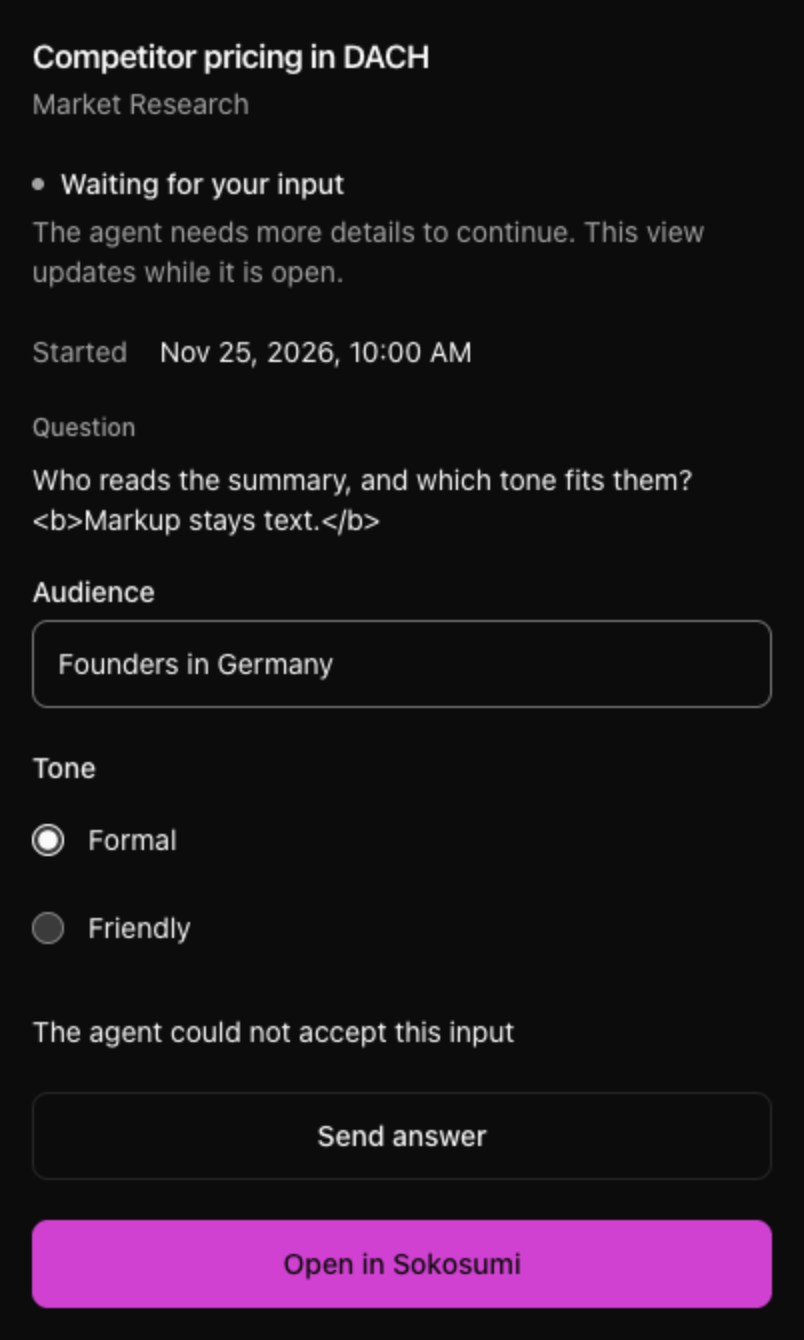 Competitor pricing in DACH
Market Research
Waiting for your input
The agent needs more details to continue. This view
updates while it is open.
Started Nov 25, 2026, 10:00 AM
Question
Who reads the summary, and which tone fits them?
<b>Markup stays text.</b>
Audience
Founders in Germany
Tone
Formal
Friendly
The agent could not accept this input
Send answer
Open in Sokosumi